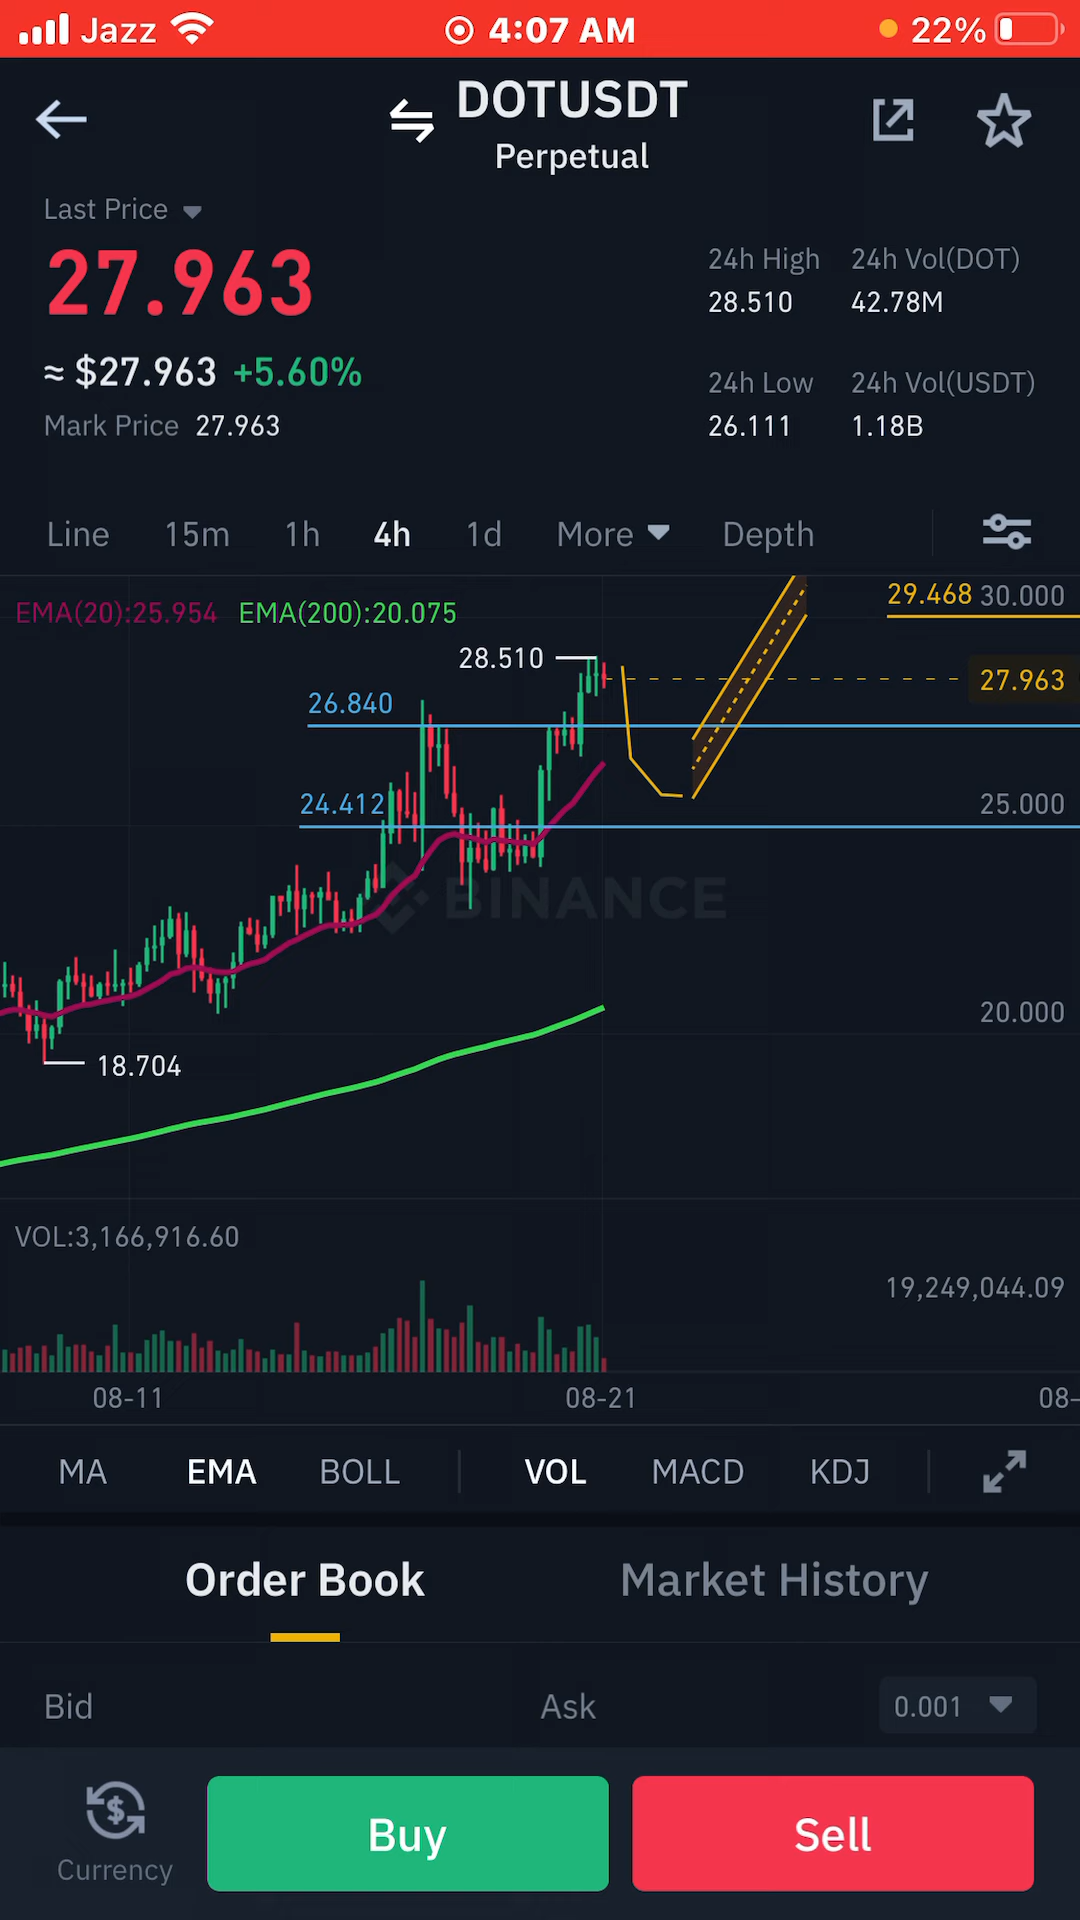 Jazz 4:07 AM 22%
DOTUSDT
Perpetual
Last Price
27.963
≈ $27.963 +5.60%
Mark Price 27.963
24h High 24h Vol(DOT)
28.510 42.78M
24h Low 24h Vol(USDT)
26.111 1.18B
Line 15m 1h 4h 1d More Depth
EMA(20):25.954 EMA(200):20.075
29.468 30.000
28.510
27.963
26.840
24.412
25.000
BINANCE
20.000
18.704
VOL:3,166,916.60
19,249,044.09
08-11 08-21 08-
MA EMA BOLL VOL MACD KDJ
Order Book Market History
Bid Ask 0.001
Currency Buy Sell